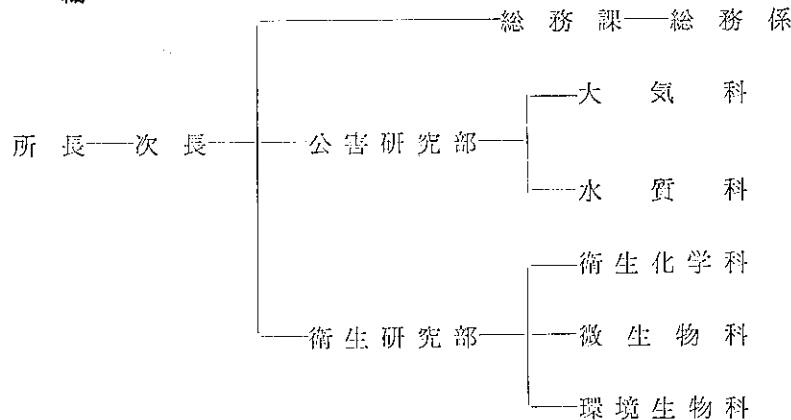 総務課 総務係
大気科
所長 次長 公害研究部
水質科
衛生化学科
衛生研究部 微生物科
環境生物科